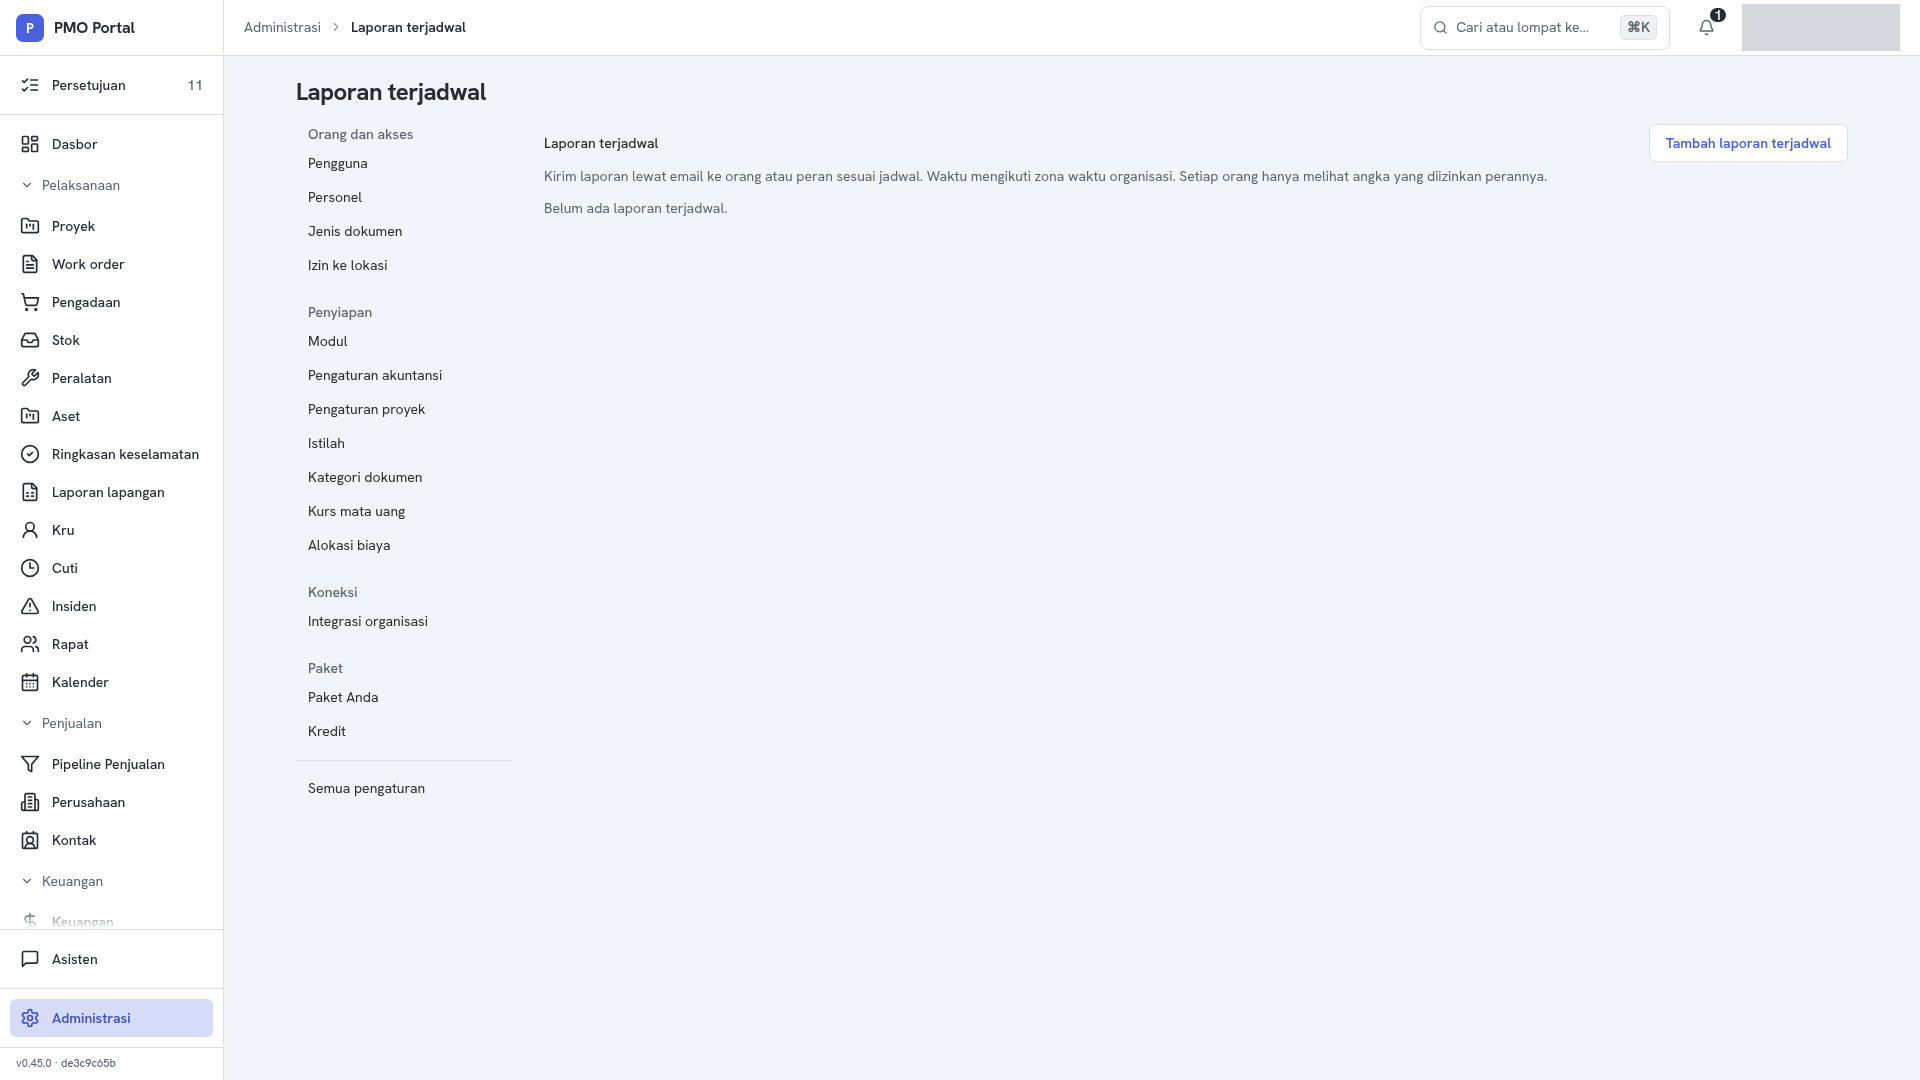 P PMO Portal
Administrasi > Laporan terjadwal
Cari atau lompat ke...
⌘K
1
Persetujuan 11
Dasbor
Pelaksanaan
Proyek
Work order
Pengadaan
Stok
Peralatan
Aset
Ringkasan keselamatan
Laporan lapangan
Kru
Cuti
Insiden
Rapat
Kalender
Penjualan
Pipeline Penjualan
Perusahaan
Kontak
Keuangan
Keuangan
Asisten
Administrasi
v0.45.0 · de3c9c65b
Laporan terjadwal
Orang dan akses
Pengguna
Personel
Jenis dokumen
Izin ke lokasi
Penyiapan
Modul
Pengaturan akuntansi
Pengaturan proyek
Istilah
Kategori dokumen
Kurs mata uang
Alokasi biaya
Koneksi
Integrasi organisasi
Paket
Paket Anda
Kredit
Semua pengaturan
Laporan terjadwal
Tambah laporan terjadwal
Kirim laporan lewat email ke orang atau peran sesuai jadwal. Waktu mengikuti zona waktu organisasi. Setiap orang hanya melihat angka yang diizinkan perannya.
Belum ada laporan terjadwal.